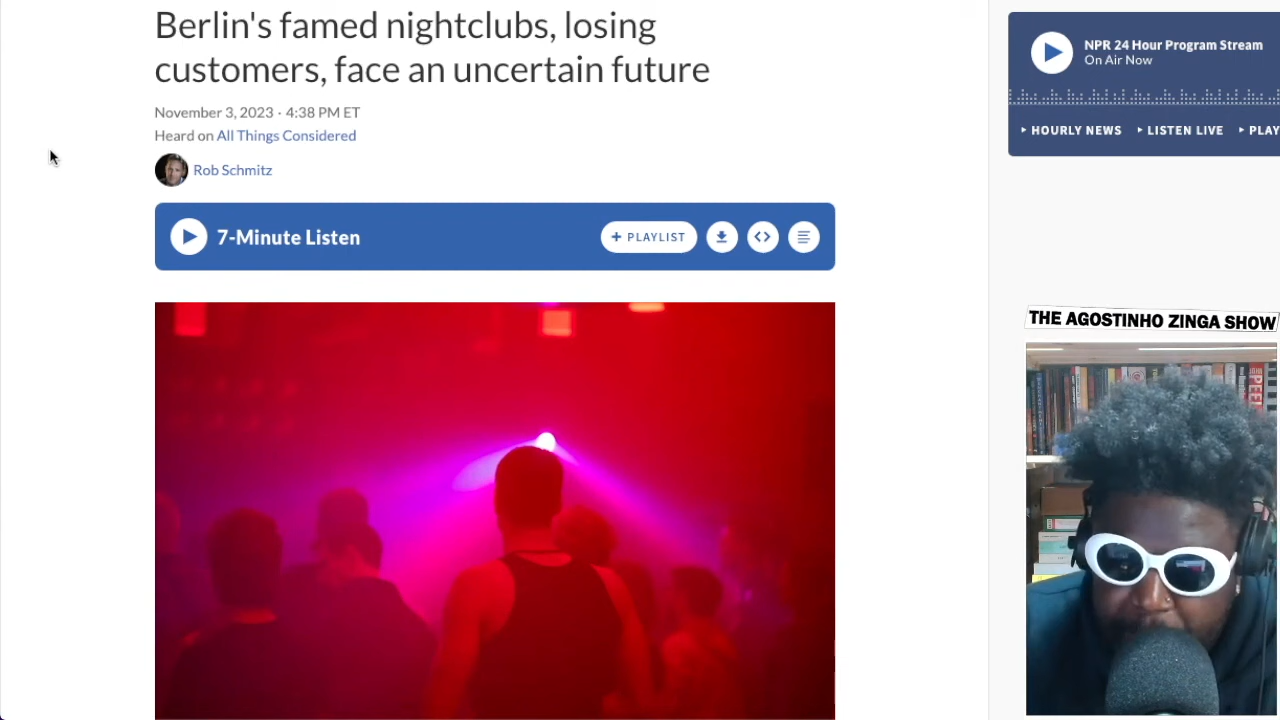 Berlin's famed nightclubs, losing
customers, face an uncertain future
November 3, 2023 · 4:38 PM ET
Heard on All Things Considered
Rob Schmitz
7-Minute Listen
+ PLAYLIST
NPR 24 Hour Program Stream
On Air Now
HOURLY NEWS
LISTEN LIVE
PLAY
THE AGOSTINHO ZINGA SHOW